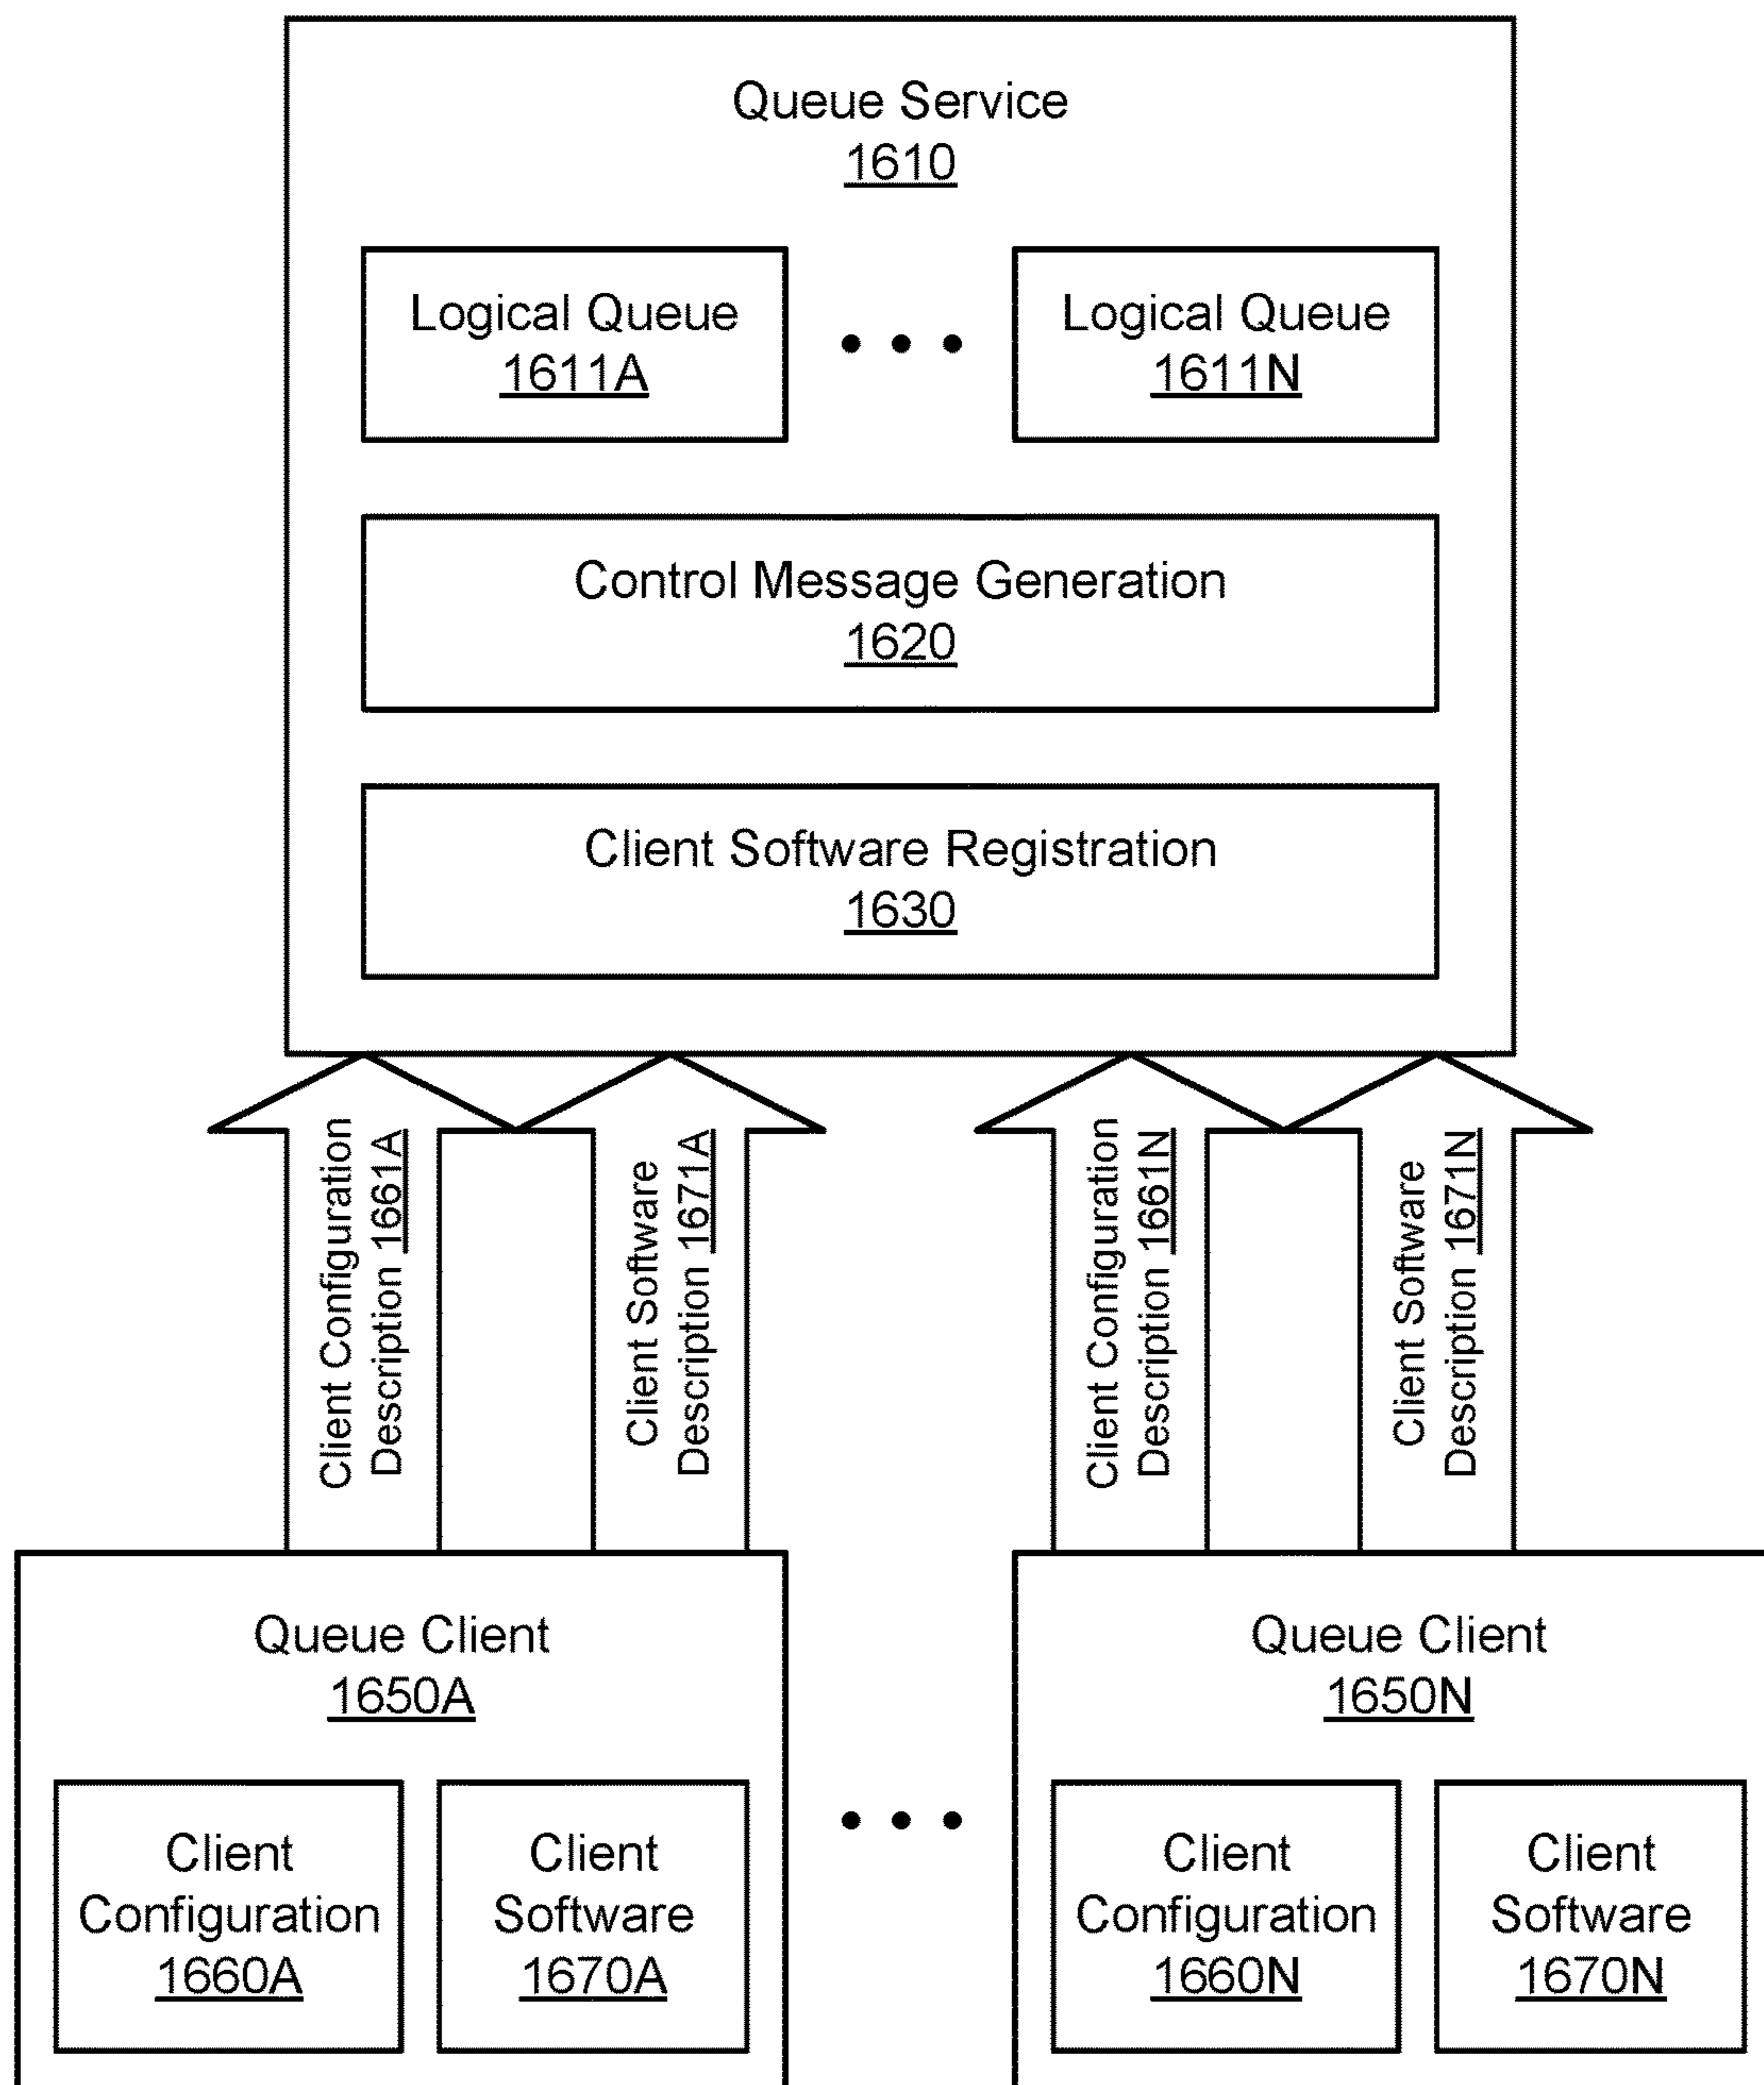 Queue Service
1610
Logical Queue
1611A
Logical Queue
1611N
Control Message Generation
1620
Client Software Registration
1630
Client Configuration
Description 1661A
Client Software
Description 1671A
Client Configuration
Description 1661N
Client Software
Description 1671N
Queue Client
1650A
Client
Configuration
1660A
Client
Software
1670A
Queue Client
1650N
Client
Configuration
1660N
Client
Software
1670N